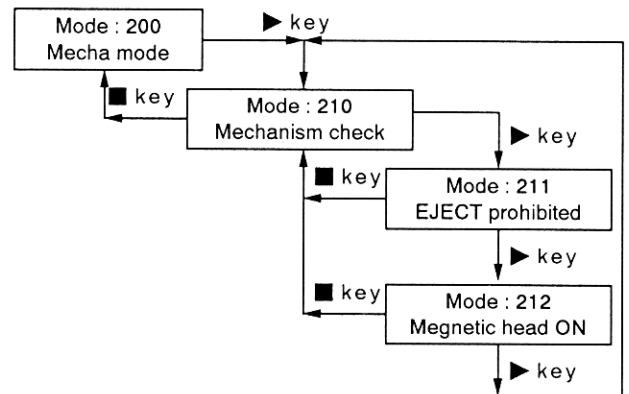 Mode : 200
Mecha mode
▶ key
■ key
Mode : 210
Mechanism check
▶ key
■ key
Mode : 211
EJECT prohibited
▶ key
■ key
Mode : 212
Megnetic head ON
▶ key